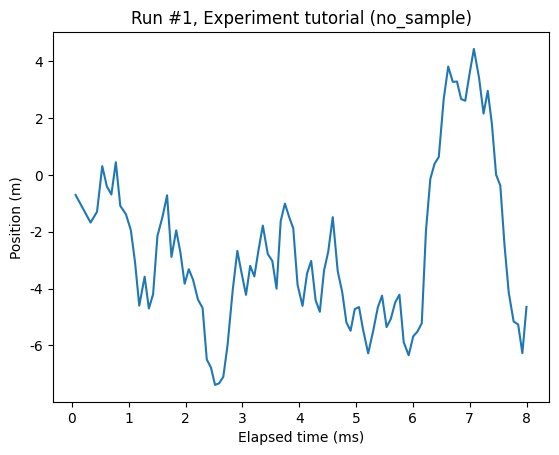 Run #1, Experiment tutorial (no_sample)
4
2
0
-2
-4
-6
Position (m)
0 1 2 3 4 5 6 7 8
Elapsed time (ms)